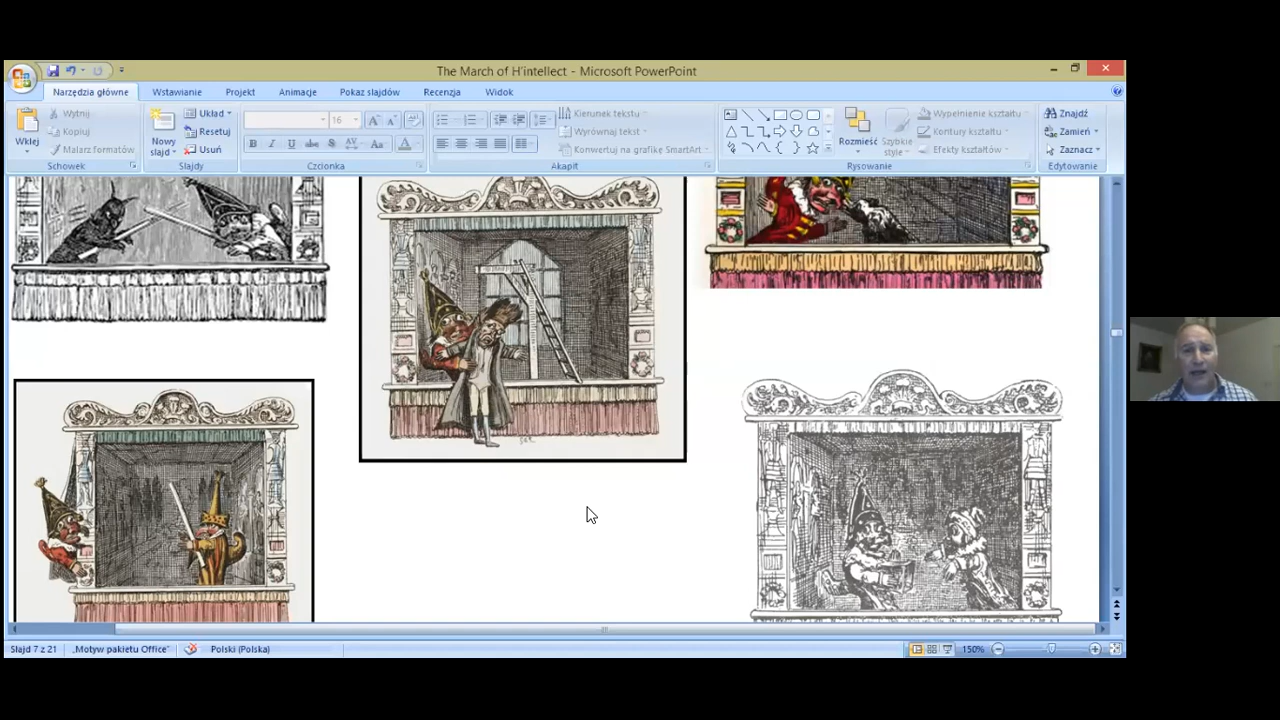 The March of H'intellect - Microsoft PowerPoint
Narzędzia główne Wstawianie Projekt Animacje Pokaz slajdów Recenzja Widok
Wklej
Wytnij
Kopiuj
Malarz formatów
Schowek
Nowy slajd
Układ
Resetuj
Usuń
Slajdy
16
Czcionka
Akapit
Kierunek tekstu
Wyrównaj tekst
Konwertuj na grafikę SmartArt
Rozmieść
Szybkie style
Wypełnienie kształtu
Kontury kształtu
Efekty kształtów
Rysowanie
Znajdź
Zamień
Zaznacz
Edytowanie
Slajd 7 z 21 „Motyw pakietu Office” Polski (Polska) 150%